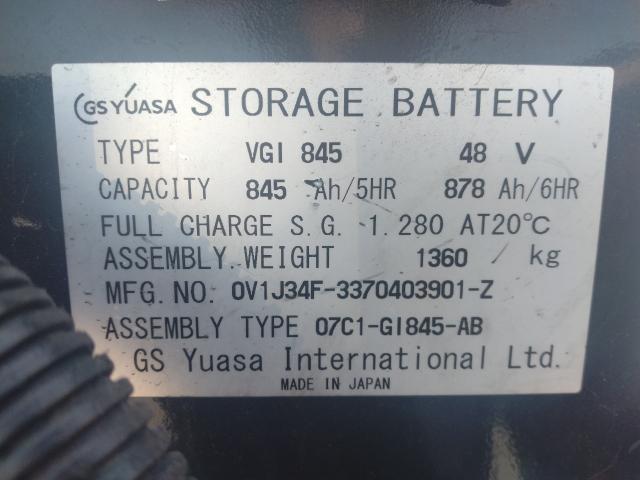 GS YUASA STORAGE BATTERY
TYPE VGI 845 48 V
CAPACITY 845 Ah/5HR 878 Ah/6HR
FULL CHARGE S.G. 1.280 AT20℃
ASSEMBLY.WEIGHT 1360 / kg
MFG.NO. 0V1J34F-3370403901-Z
ASSEMBLY TYPE 07C1-GI845-AB
GS Yuasa International Ltd.
MADE IN JAPAN